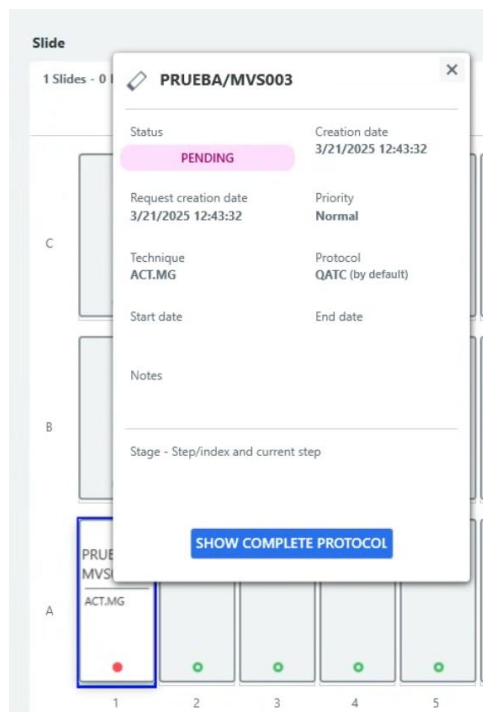 Slide
1 Slides - 0
PRUEBA/MVS003
Status
Creation date
PENDING
3/21/2025 12:43:32
Request creation date
Priority
3/21/2025 12:43:32
Normal
Technique
Protocol
ACT.MG
QATC (by default)
Start date
End date
Notes
Stage - Step/index and current step
SHOW COMPLETE PROTOCOL
C
B
A
PRUE
MVS
ACT.MG
1
2
3
4
5